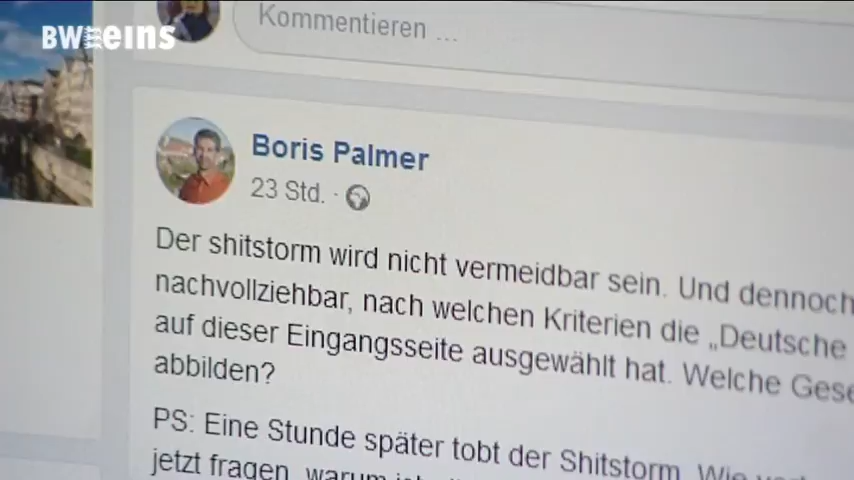 BW eins
Kommentieren ...
Boris Palmer
23 Std. ·
Der shitstorm wird nicht vermeidbar sein. Und dennoch
nachvollziehbar, nach welchen Kriterien die „Deutsche
auf dieser Eingangsseite ausgewählt hat. Welche
abbilden?
PS: Eine Stunde später tobt der Shitstorm. Wie
jetzt fragen, warum